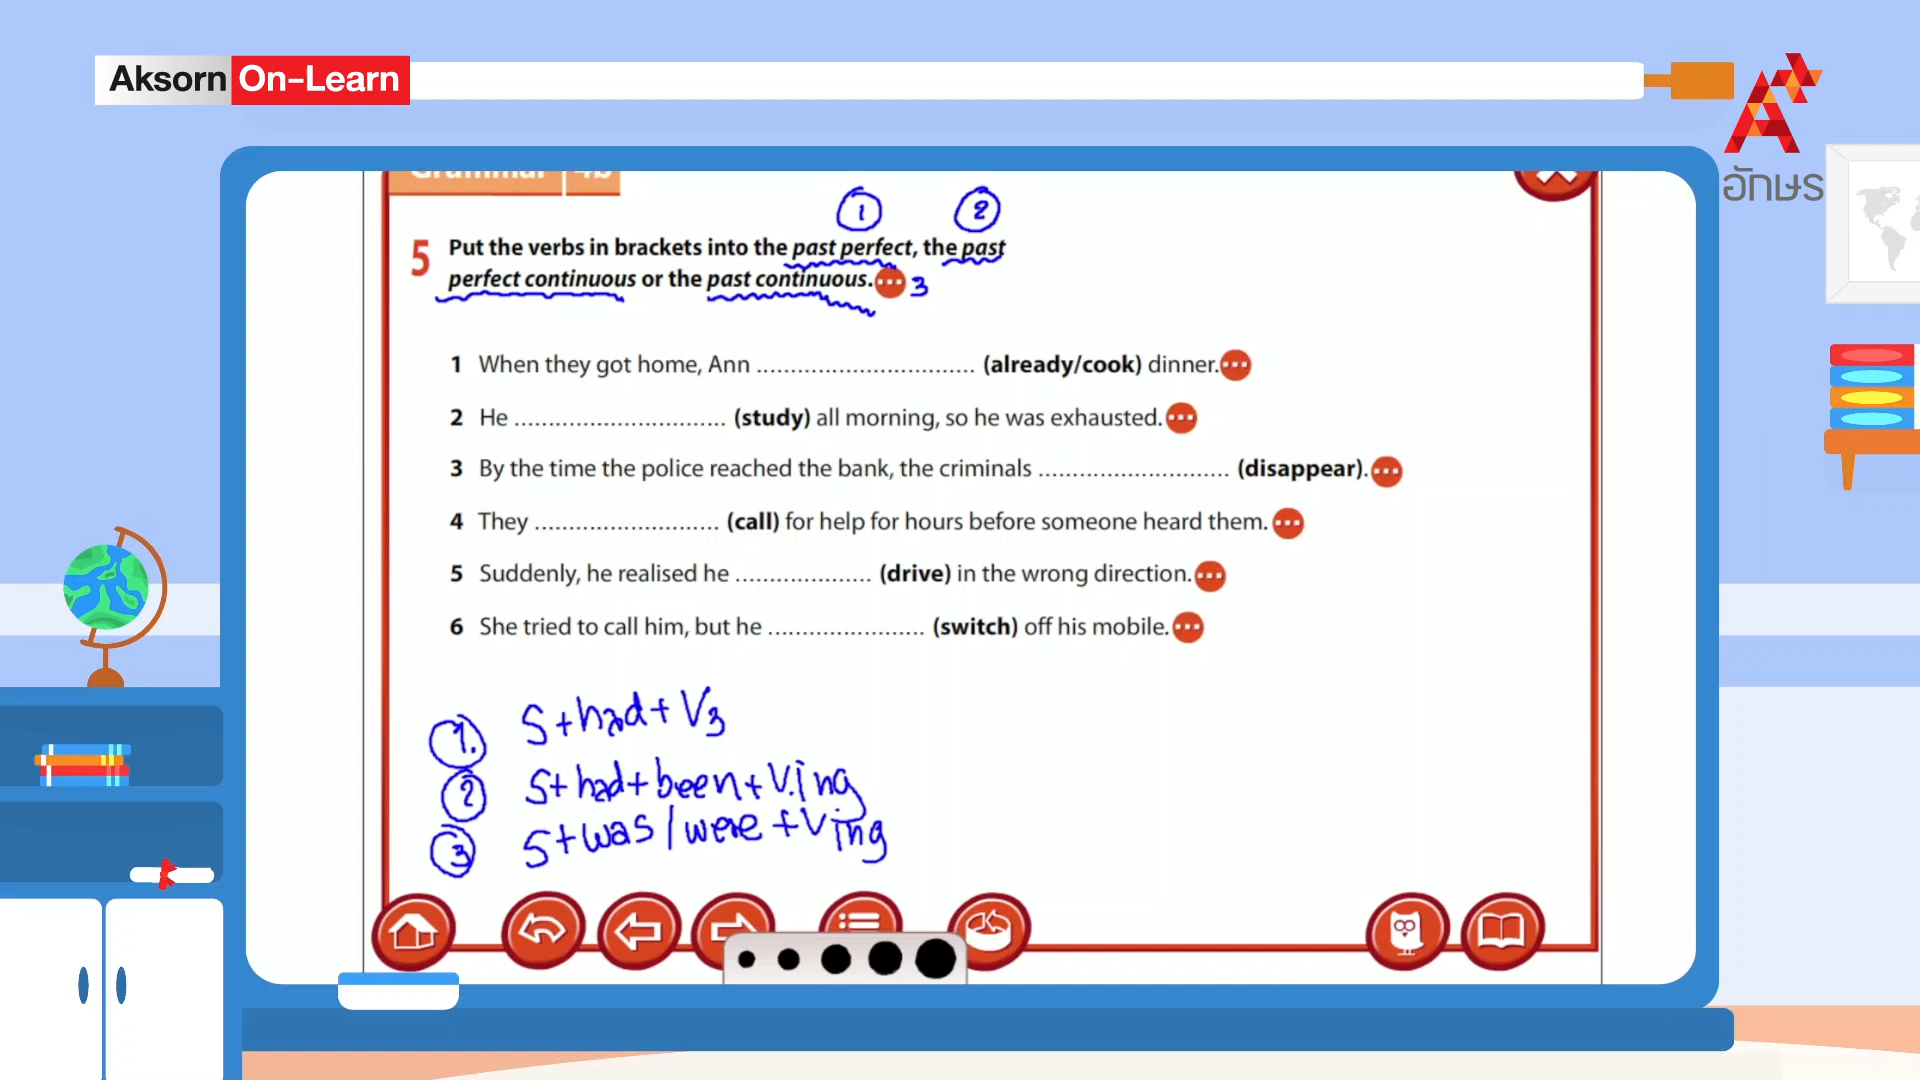 Aksorn On-Learn
อักษร
Grammar 4b
1 2
5 Put the verbs in brackets into the past perfect, the past
perfect continuous or the past continuous. 3
1 When they got home, Ann ................................ (already/cook) dinner.
2 He ............................... (study) all morning, so he was exhausted.
3 By the time the police reached the bank, the criminals ............................ (disappear).
4 They ........................... (call) for help for hours before someone heard them.
5 Suddenly, he realised he .................... (drive) in the wrong direction.
6 She tried to call him, but he ....................... (switch) off his mobile.
1. S+had+V3
2 S+had+been+V.ing
3 S+was/were+Ving